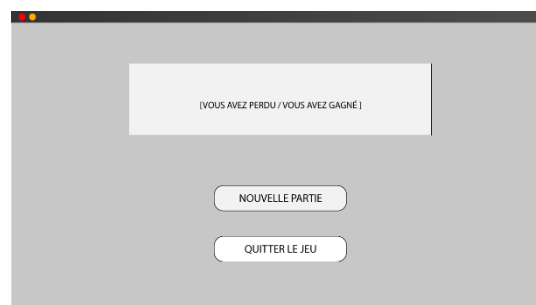 [VOUS AVEZ PERDU / VOUS AVEZ GAGNÉ ]
NOUVELLE PARTIE
QUITTER LE JEU